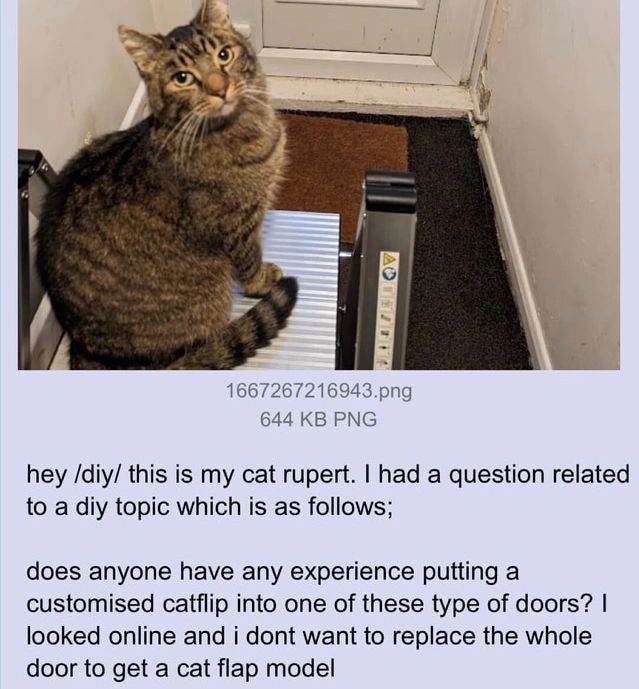 1667267216943.png
644 KB PNG
hey /diy/ this is my cat rupert. I had a question related
to a diy topic which is as follows;
does anyone have any experience putting a
customised catflip into one of these type of doors? I
looked online and i dont want to replace the whole
door to get a cat flap model